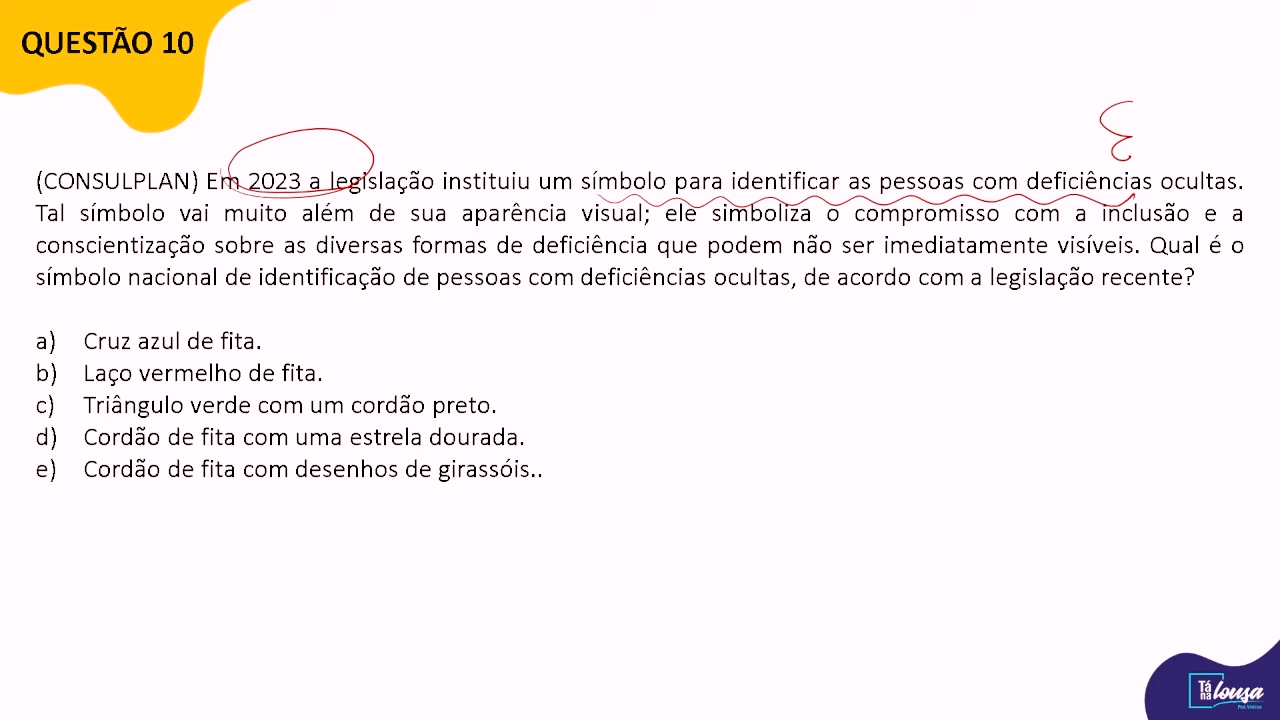 QUESTÃO 10
(CONSULPLAN) Em 2023 a legislação instituiu um símbolo para identificar as pessoas com deficiências ocultas.
Tal símbolo vai muito além de sua aparência visual; ele simboliza o compromisso com a inclusão e a
conscientização sobre as diversas formas de deficiência que podem não ser imediatamente visíveis. Qual é o
símbolo nacional de identificação de pessoas com deficiências ocultas, de acordo com a legislação recente?
a) Cruz azul de fita.
b) Laço vermelho de fita.
c) Triângulo verde com um cordão preto.
d) Cordão de fita com uma estrela dourada.
e) Cordão de fita com desenhos de girassóis..
Tá
na lousa
Prof. Vinícius